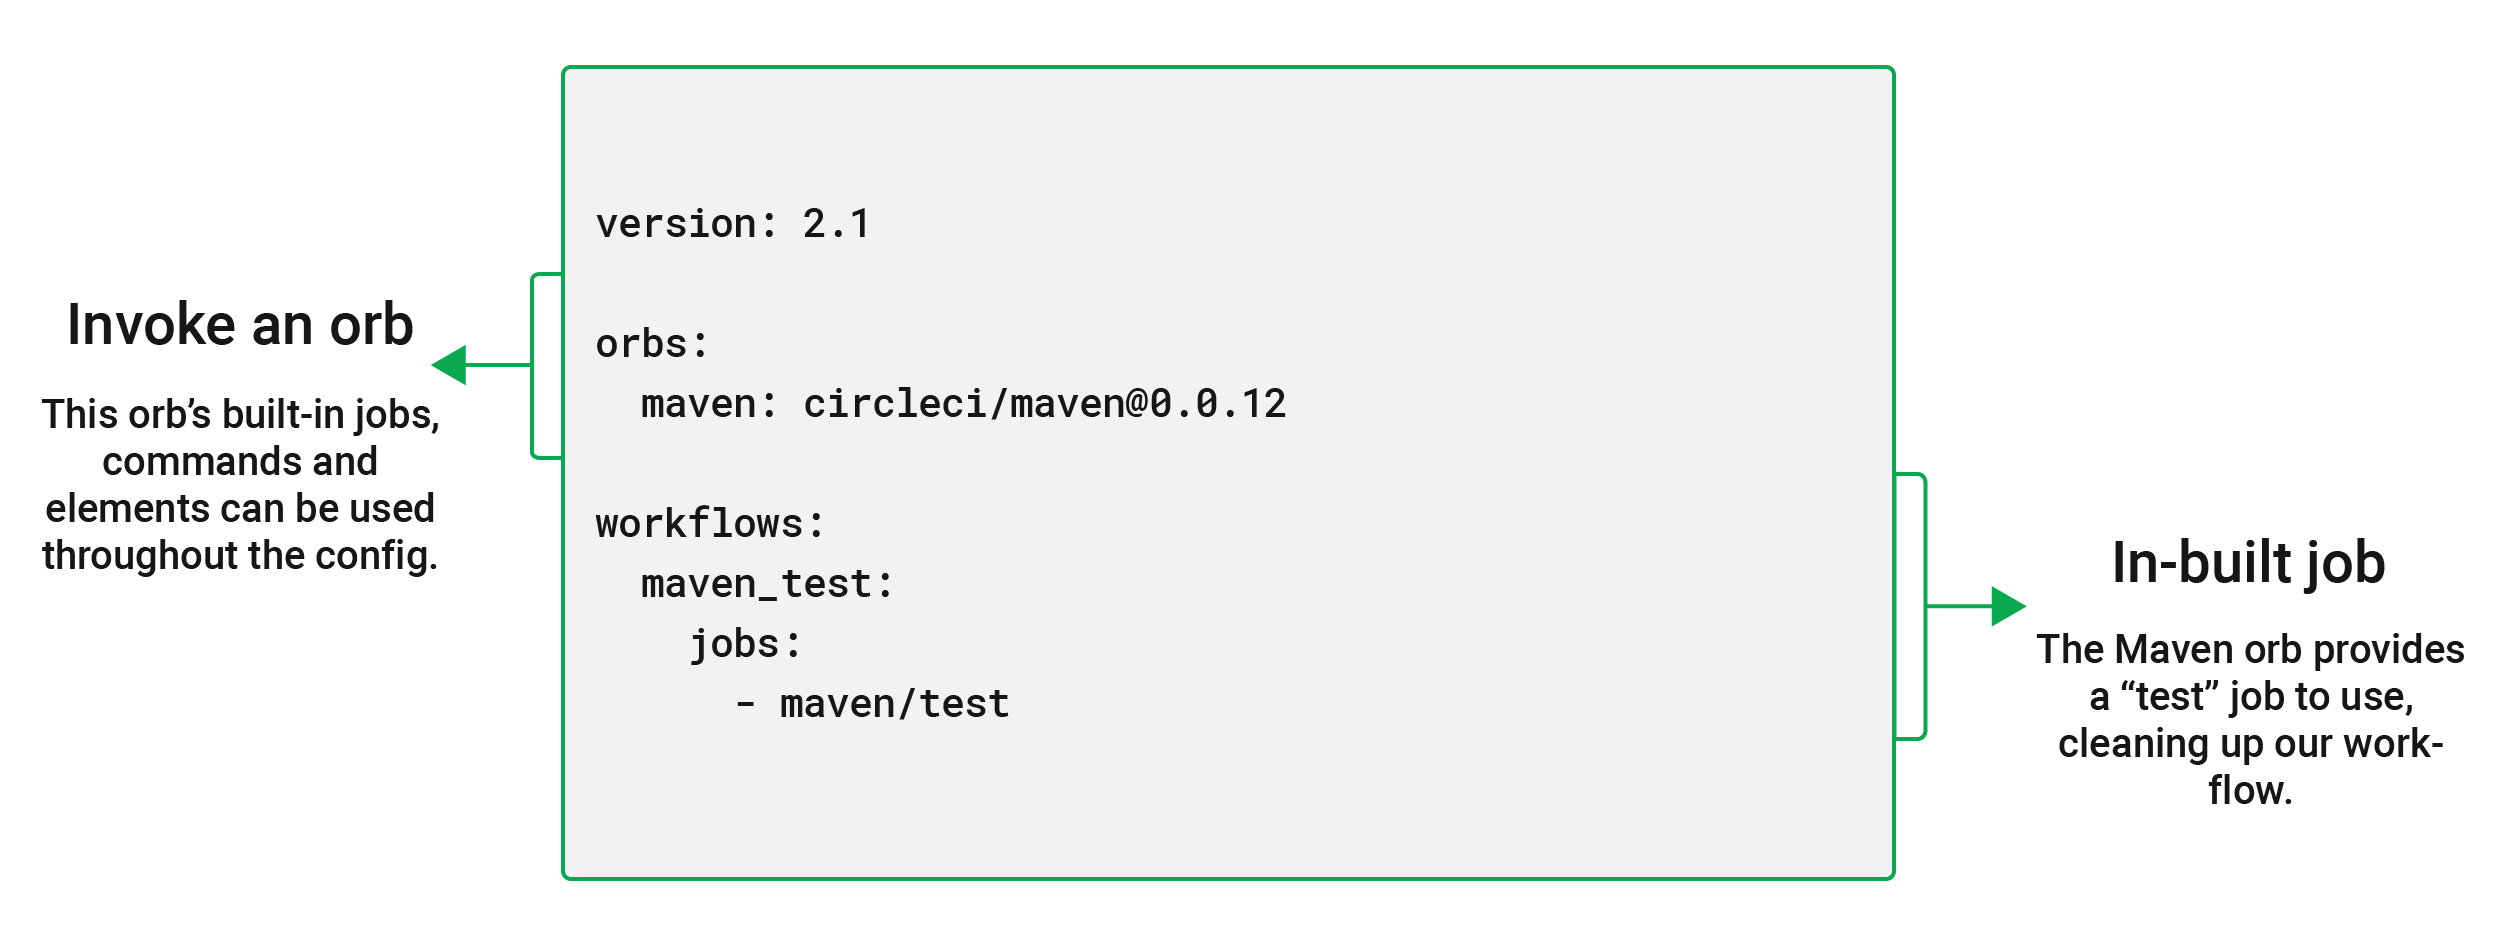 Invoke an orb
This orb’s built-in jobs,
commands and
elements can be used
throughout the config.
version: 2.1
orbs:
  maven: circleci/maven@0.0.12
workflows:
  maven_test:
    jobs:
      - maven/test
In-built job
The Maven orb provides
a “test” job to use,
cleaning up our work-
flow.